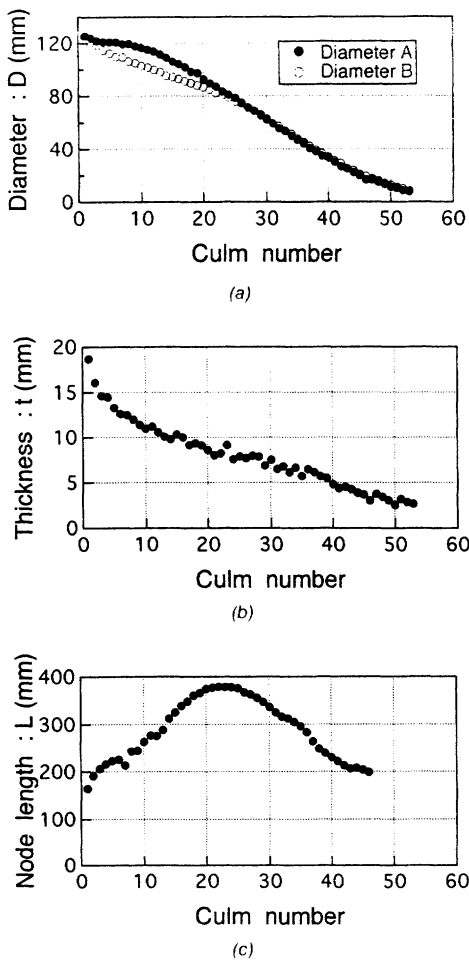 Diameter : D (mm)
120
80
40
0
Diameter A
Diameter B
0 10 20 30 40 50 60
Culm number
(a)
Thickness : t (mm)
20
15
10
5
0
0 10 20 30 40 50 60
Culm number
(b)
Node length : L (mm)
400
300
200
100
0
0 10 20 30 40 50 60
Culm number
(c)